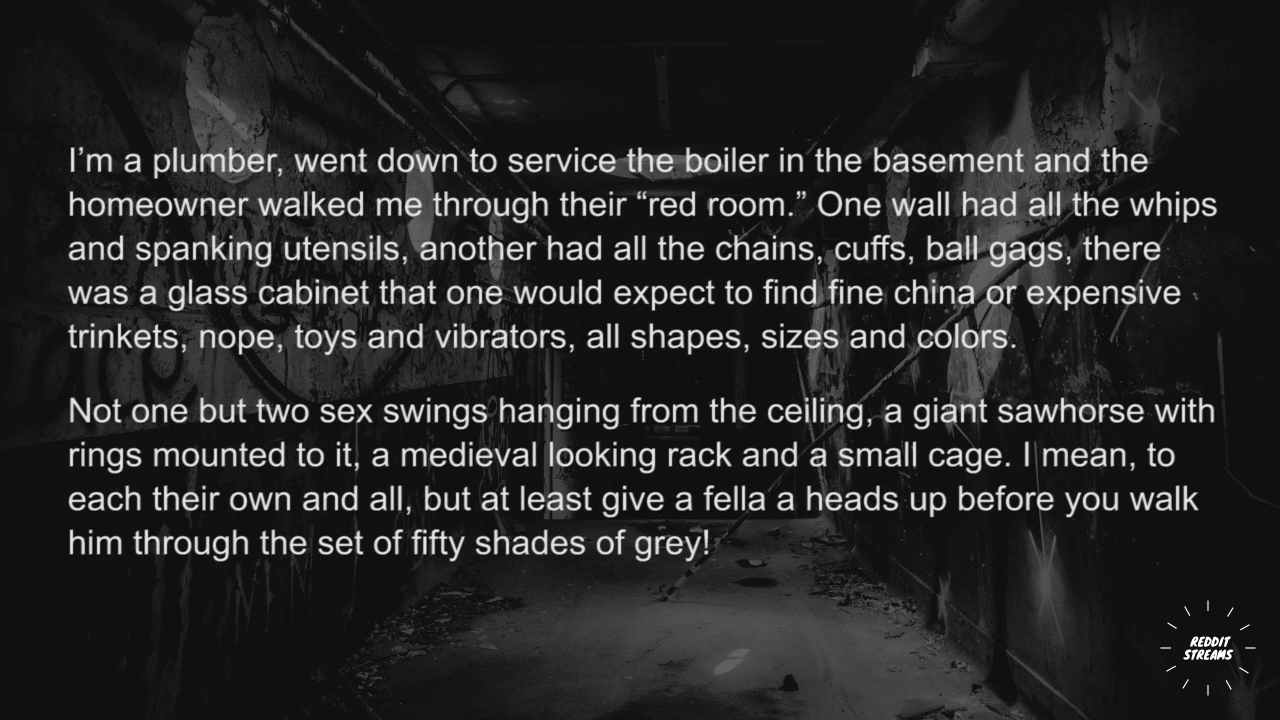 I’m a plumber, went down to service the boiler in the basement and the
homeowner walked me through their “red room.” One wall had all the whips
and spanking utensils, another had all the chains, cuffs, ball gags, there
was a glass cabinet that one would expect to find fine china or expensive
trinkets, nope, toys and vibrators, all shapes, sizes and colors.
Not one but two sex swings hanging from the ceiling, a giant sawhorse with
rings mounted to it, a medieval looking rack and a small cage. I mean, to
each their own and all, but at least give a fella a heads up before you walk
him through the set of fifty shades of grey!
REDDIT
STREAMS